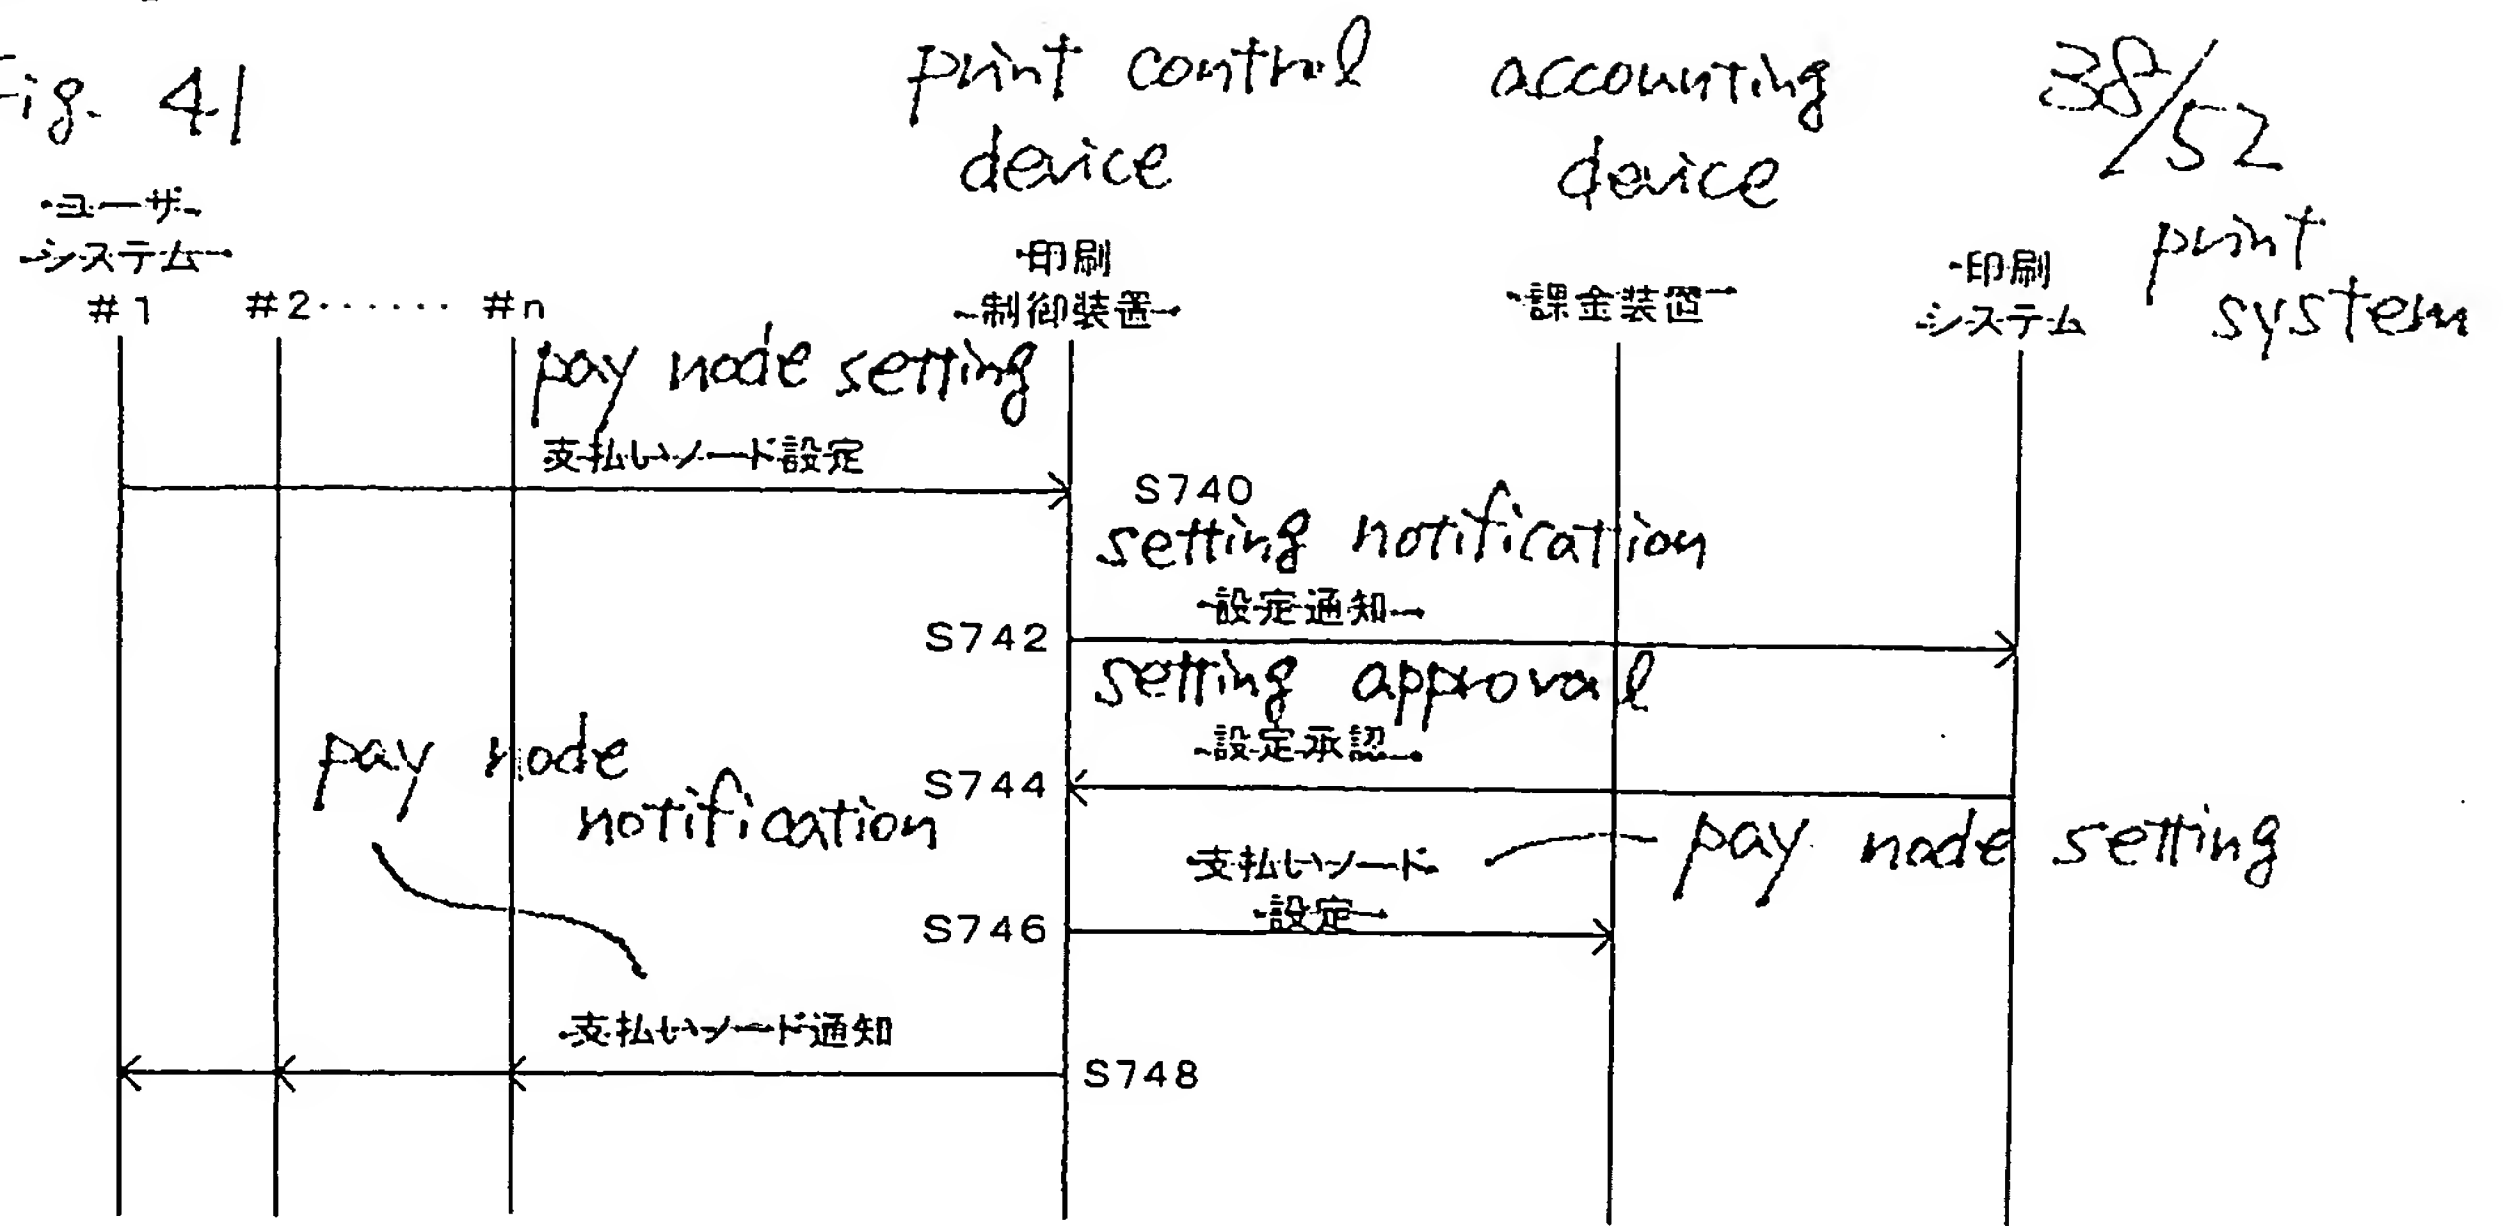 Fig. 41
38/52
print control
device
accounting
device
print
system
ユーザ
システム
#1 #2······ #n
印刷
制御装置
課金装置
印刷
システム
pay node setting
支払いノード設定
S740
setting notification
設定通知
S742
setting approval
設定承認
S744
pay node
notification
支払いノード
設定
pay node setting
S746
支払いノード通知
S748